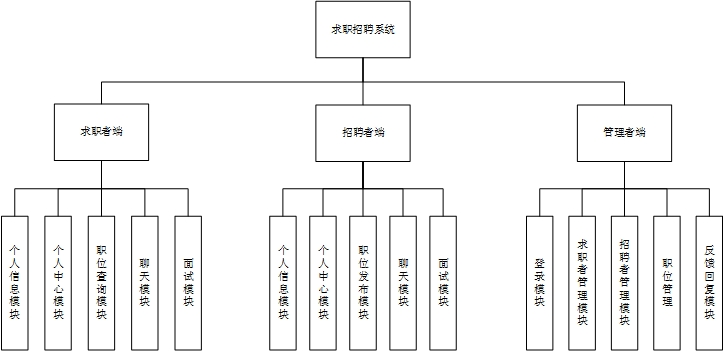 求职招聘系统
求职者端
招聘者端
管理者端
个人信息模块
个人中心模块
职位查询模块
聊天模块
面试模块
个人信息模块
个人中心模块
职位发布模块
聊天模块
面试模块
登录模块
求职者管理模块
招聘者管理模块
职位管理
反馈回复模块